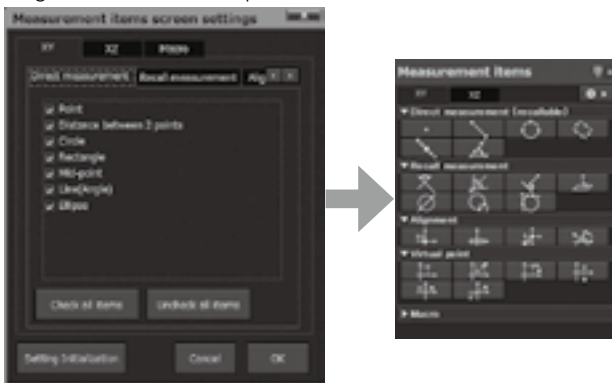 Measurement items screen settings
XY XZ Macro
Direct measurement Recall measurement Alig
Point
Distance between 2 points
Circle
Rectangle
Mid-point
Line(Angle)
Ellipse
Check all items Uncheck all items
Setting Initialization Cancel OK
Measurement items
XY XZ
Direct measurement (recallable)
Recall measurement
Alignment
Virtual point
Macro